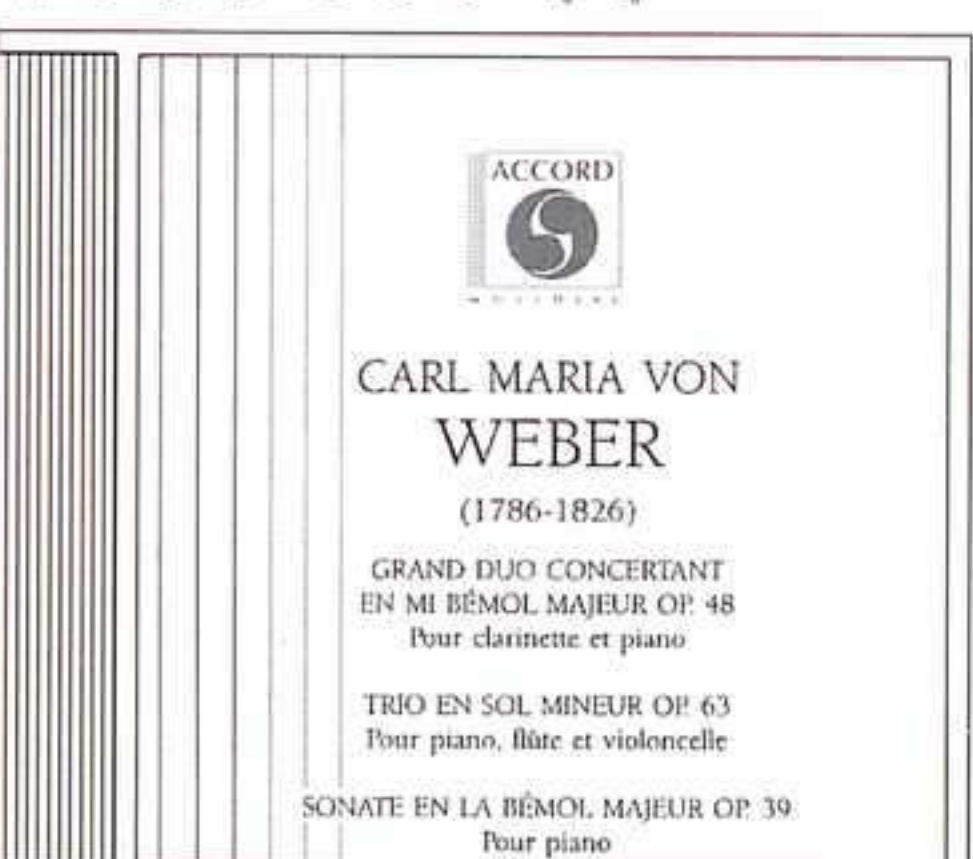 ACCORD
CARL MARIA VON
WEBER
(1786-1826)
GRAND DUO CONCERTANT
EN MI BÉMOL MAJEUR OP. 48
Pour clarinette et piano
TRIO EN SOL MINEUR OP. 63
Pour piano, flûte et violoncelle
SONATE EN LA BÉMOL MAJEUR OP. 39
Pour piano